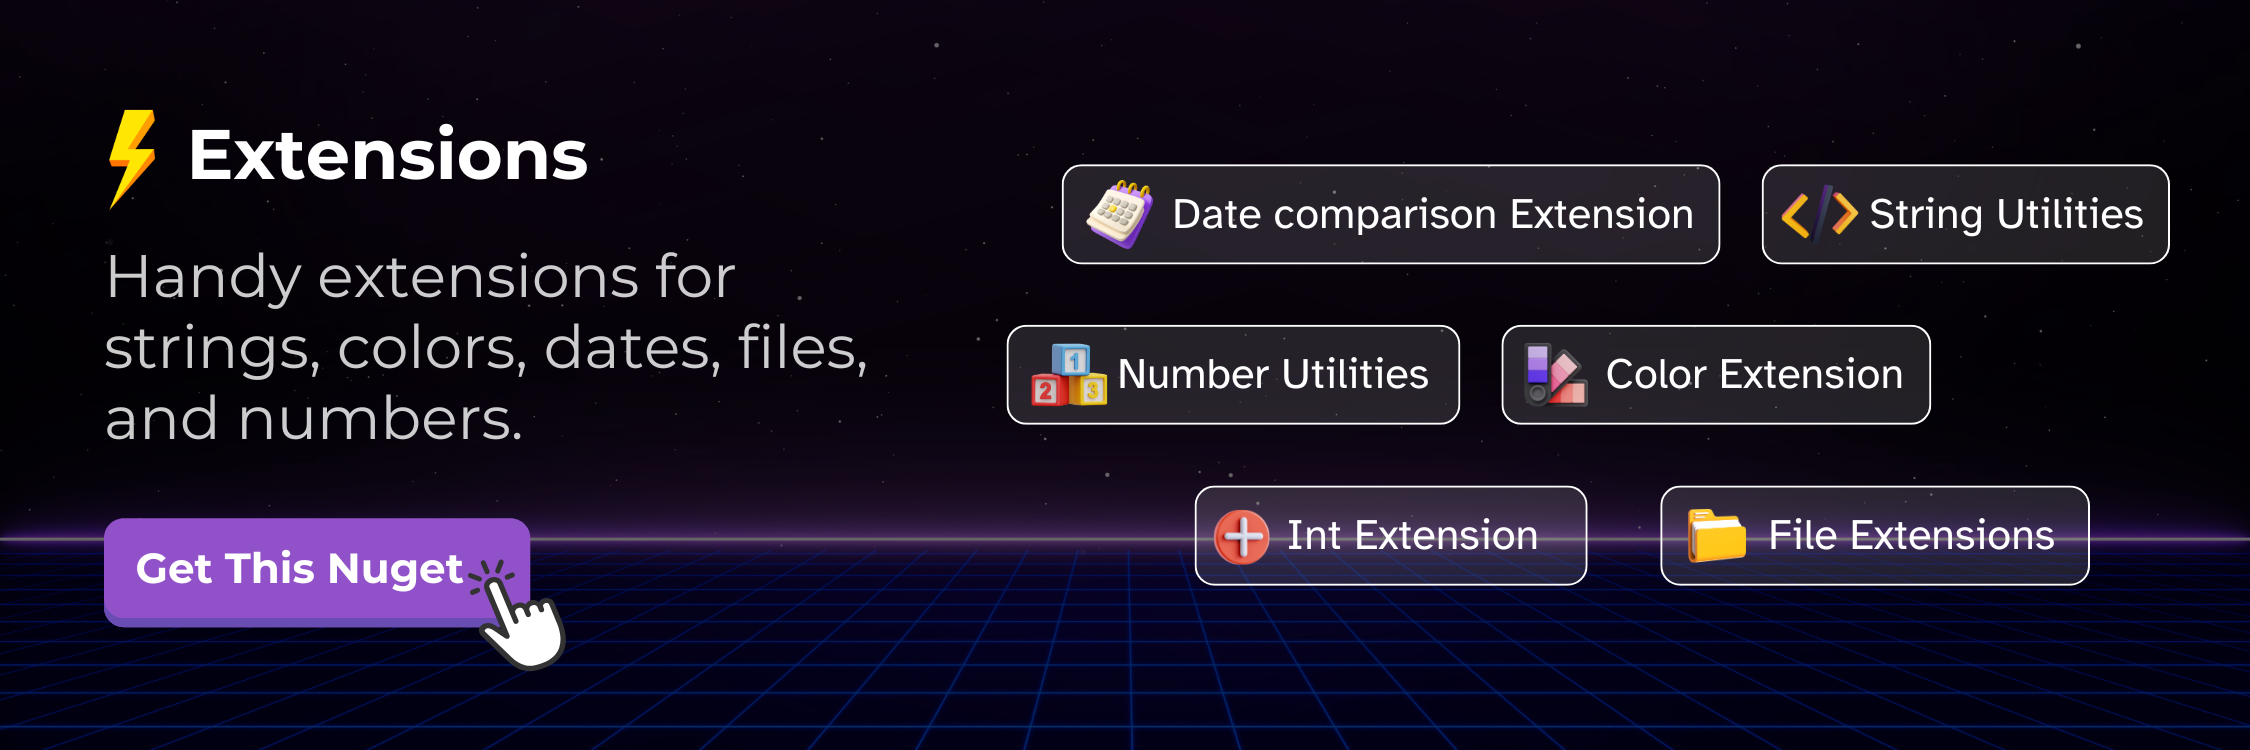 Extensions
Handy extensions for
strings, colors, dates, files,
and numbers.
Get This Nuget
Date comparison Extension
String Utilities
1
2 3
Number Utilities
Color Extension
Int Extension
File Extensions